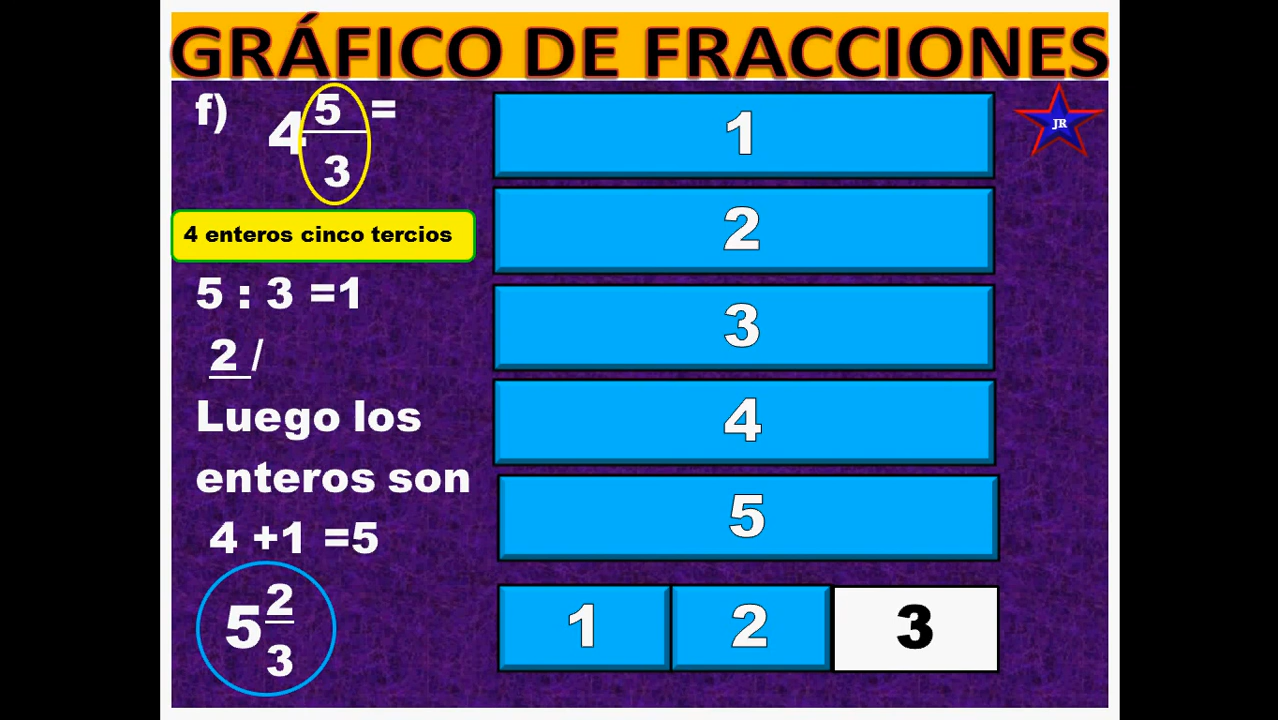 GRÁFICO DE FRACCIONES
f) 4 5/3 =
4 enteros cinco tercios
5 : 3 =1
2 /
Luego los
enteros son
4 +1 =5
5 2/3
1
2
3
4
5
1 2 3
JR